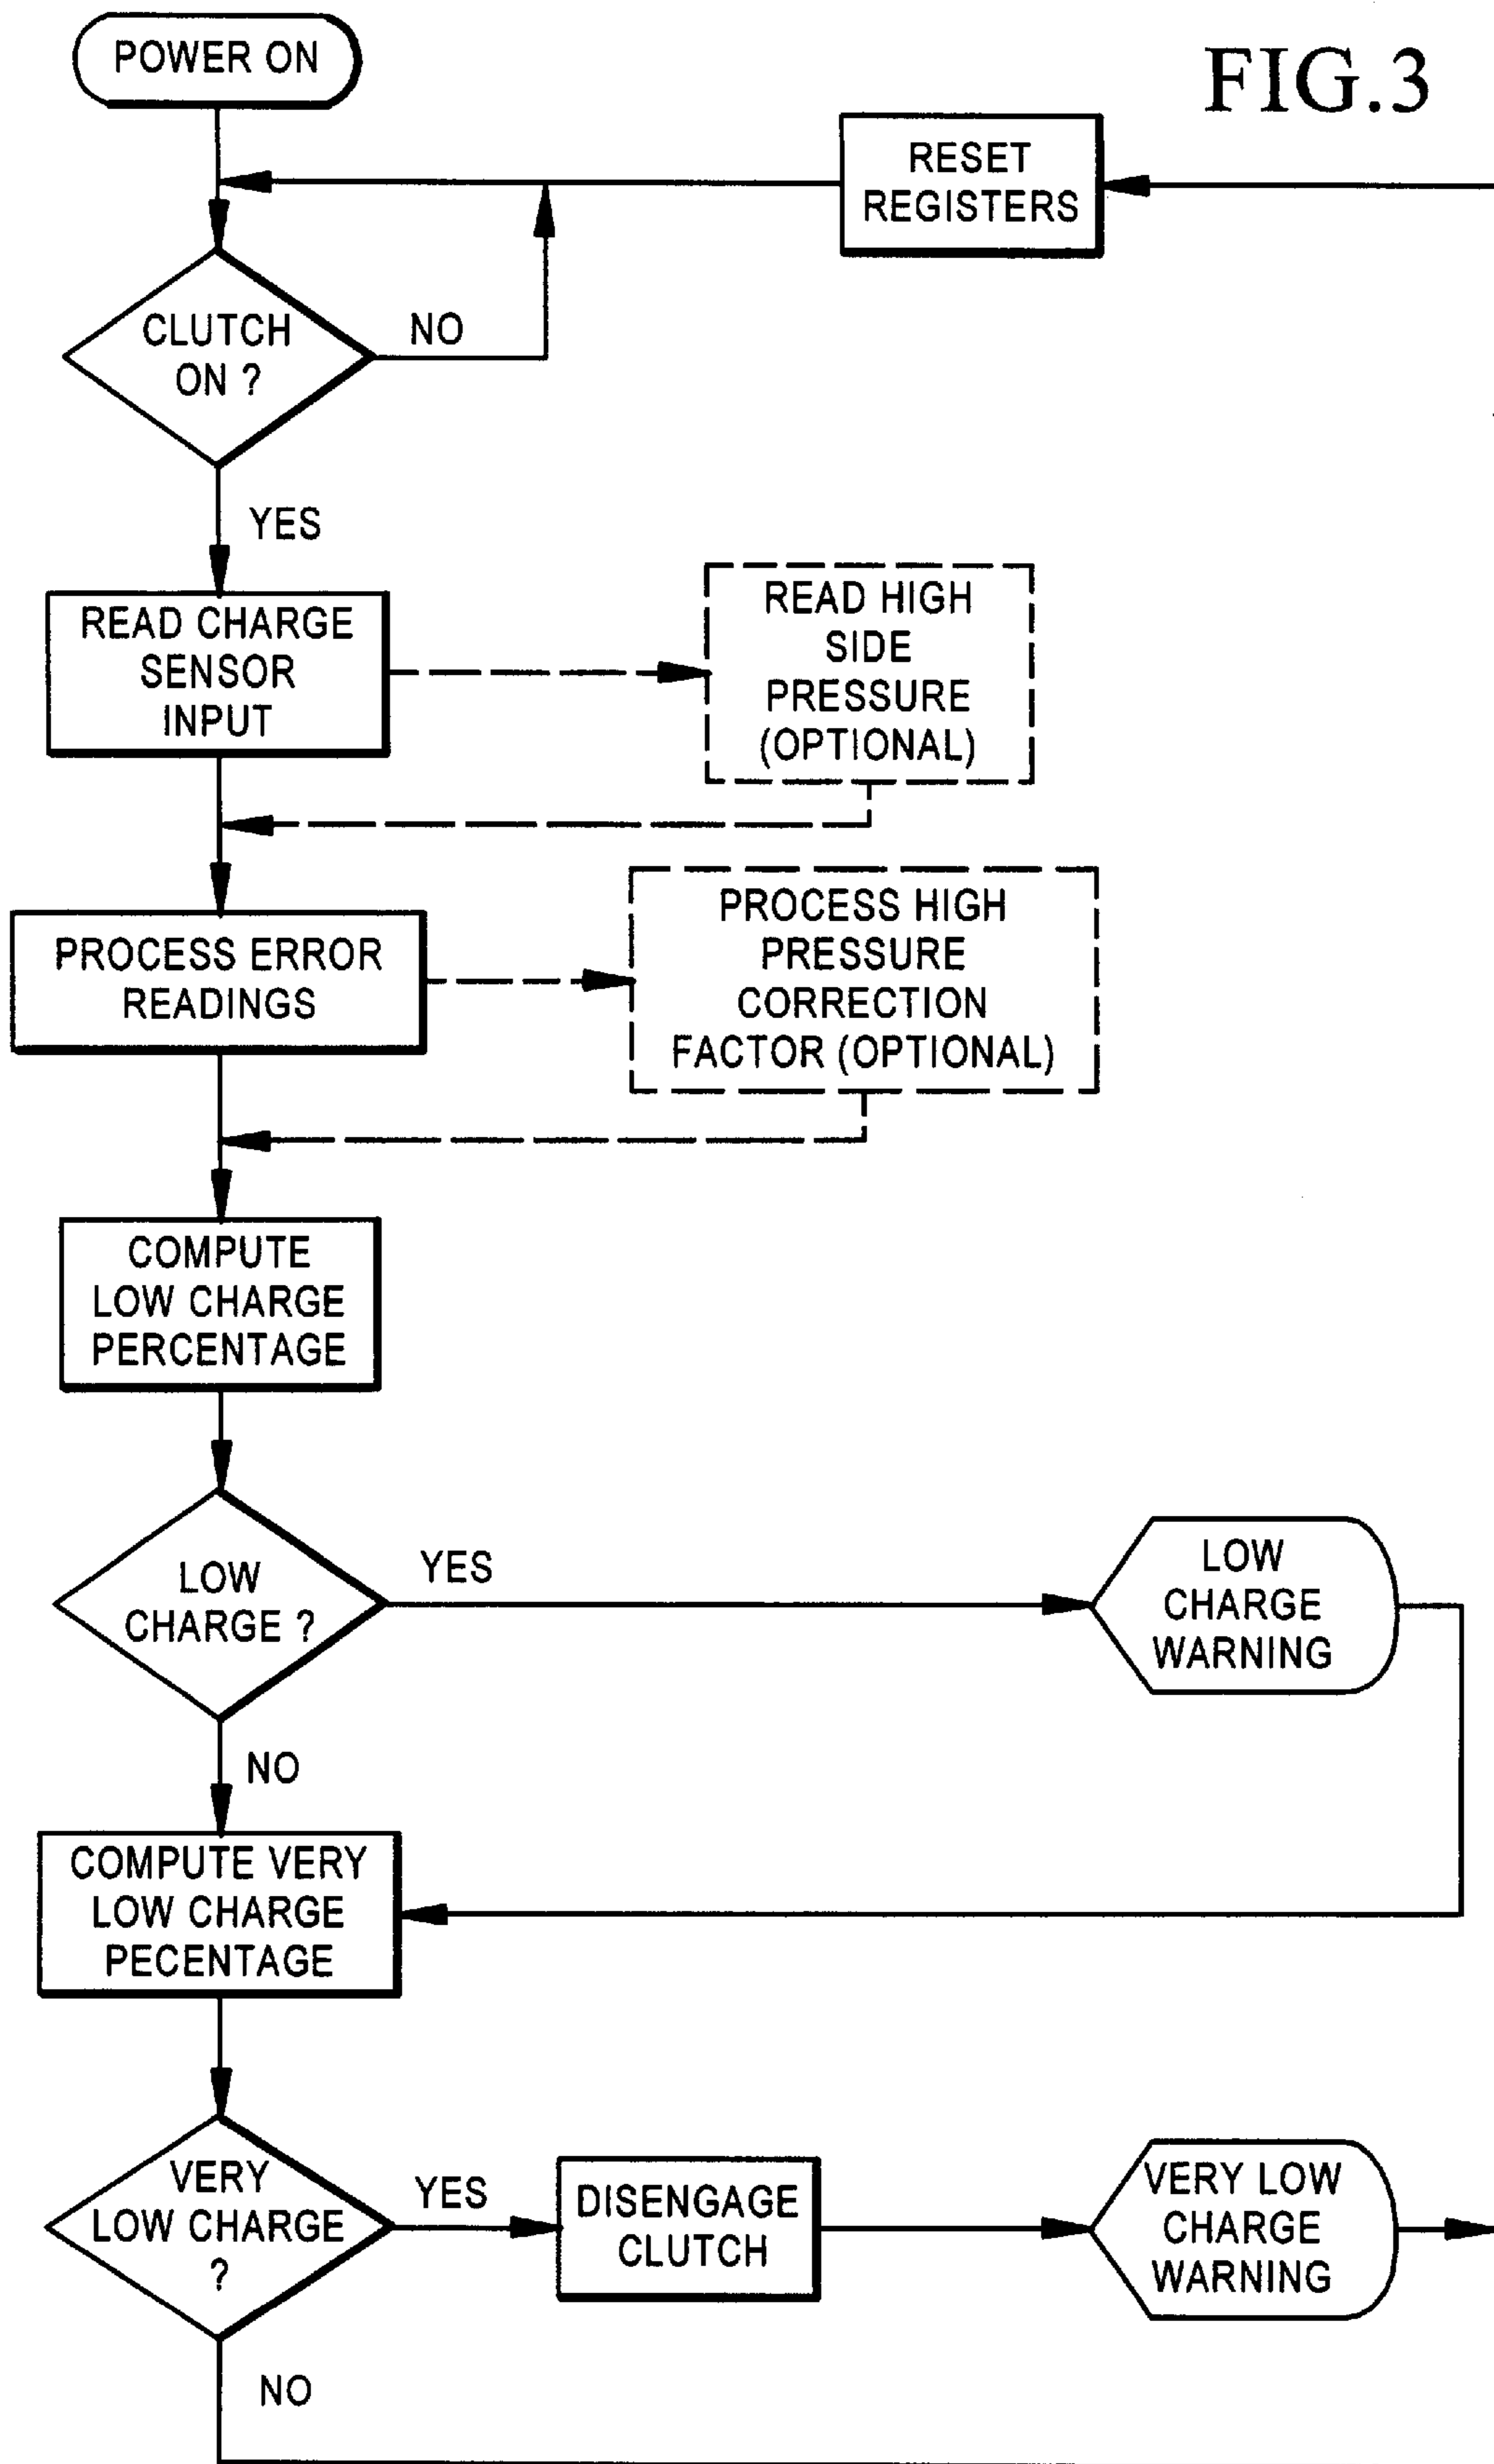 POWER ON
FIG.3
RESET
REGISTERS
CLUTCH
ON ?
NO
YES
READ CHARGE
SENSOR
INPUT
READ HIGH
SIDE
PRESSURE
(OPTIONAL)
PROCESS ERROR
READINGS
PROCESS HIGH
PRESSURE
CORRECTION
FACTOR (OPTIONAL)
COMPUTE
LOW CHARGE
PERCENTAGE
LOW
CHARGE ?
YES
LOW
CHARGE
WARNING
NO
COMPUTE VERY
LOW CHARGE
PECENTAGE
VERY
LOW CHARGE
?
YES
DISENGAGE
CLUTCH
VERY LOW
CHARGE
WARNING
NO